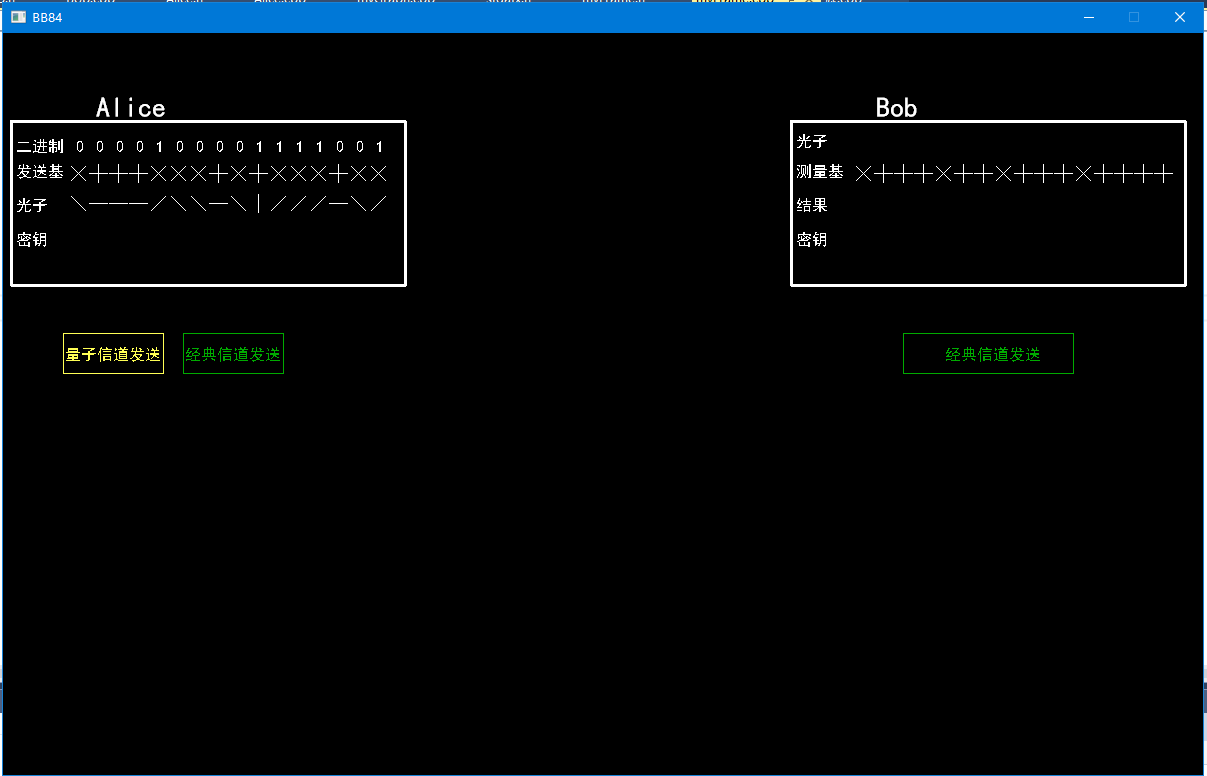 BB84
Alice
二进制 0 0 0 0 1 0 0 0 0 1 1 1 1 0 0 1
发送基 ×+++×××+×+×××+××
光子 \———/\\—\|///—\/
密钥
Bob
光子
测量基 ×+++×++×+++×++++
结果
密钥
量子信道发送
经典信道发送
经典信道发送